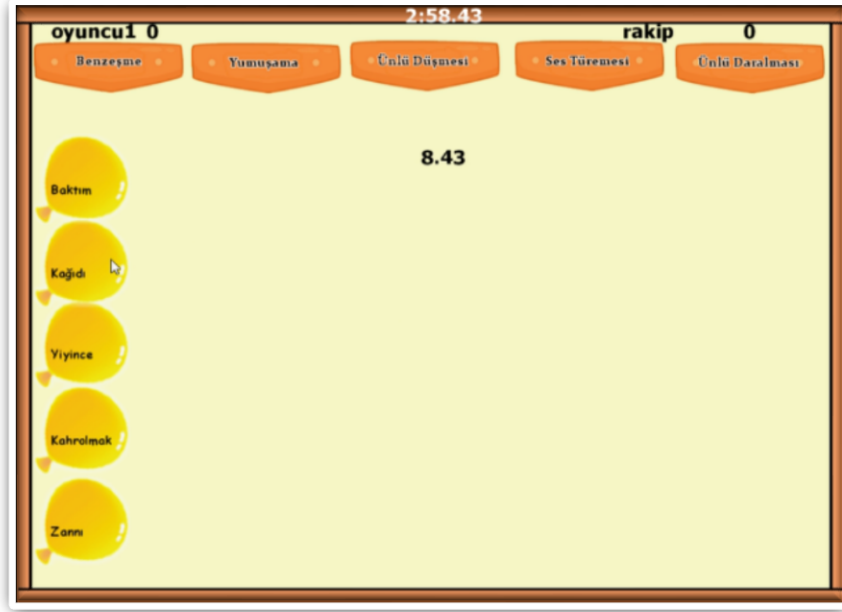 2:58.43
oyuncu1 0 rakip 0
Benzeşme Yumuşama Ünlü Düşmesi Ses Türemesi Ünlü Daralması
8.43
Baktım
Kağıdı
Yiyince
Kahrolmak
Zannı